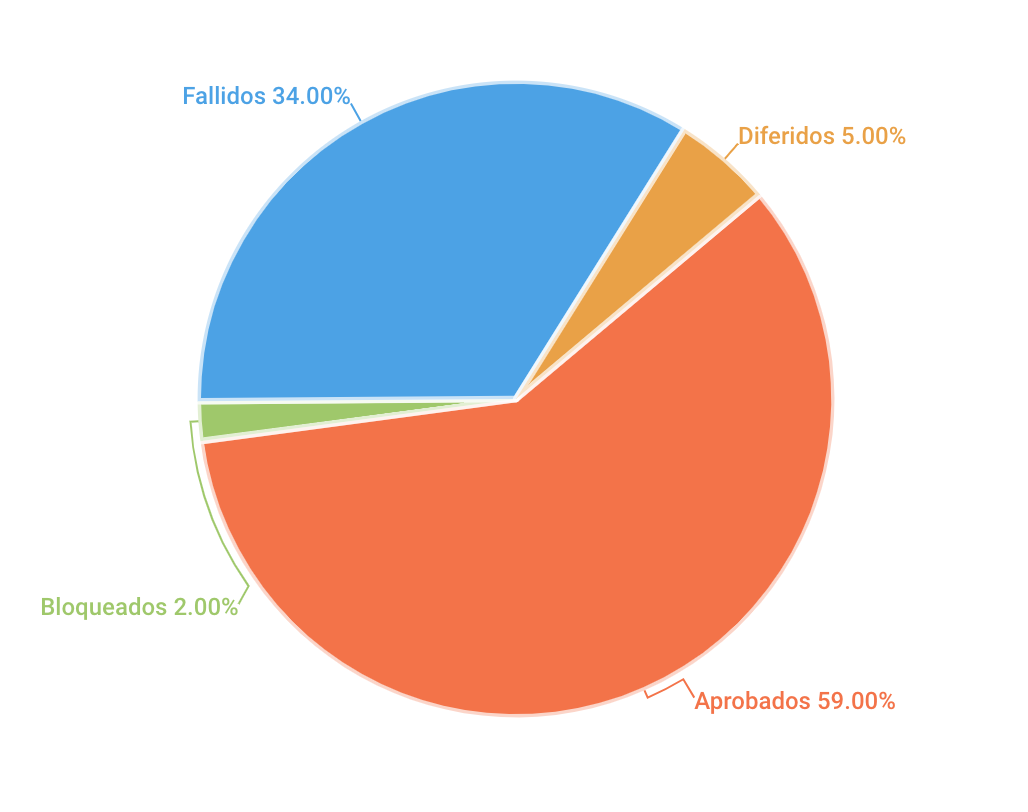 Fallidos 34.00%
Diferidos 5.00%
Bloqueados 2.00%
Aprobados 59.00%